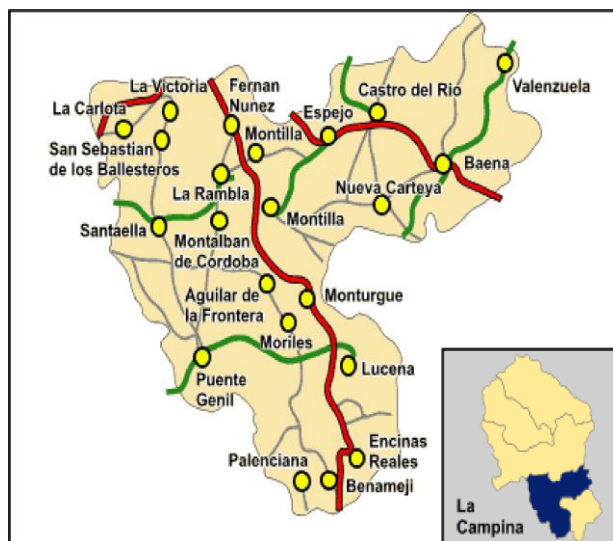 La Victoria
Fernan
Nuñez
La Carlota
Castro del Rio
Valenzuela
Espejo
Montilla
San Sebastian
de los Ballesteros
Baena
La Rambla
Nueva Carteya
Montilla
Santaella
Montalban
de Cordoba
Aguilar de
la Frontera
Monturgue
Moriles
Puente
Genil
Lucena
Encinas
Reales
Palenciana
Benameji
La
Campina